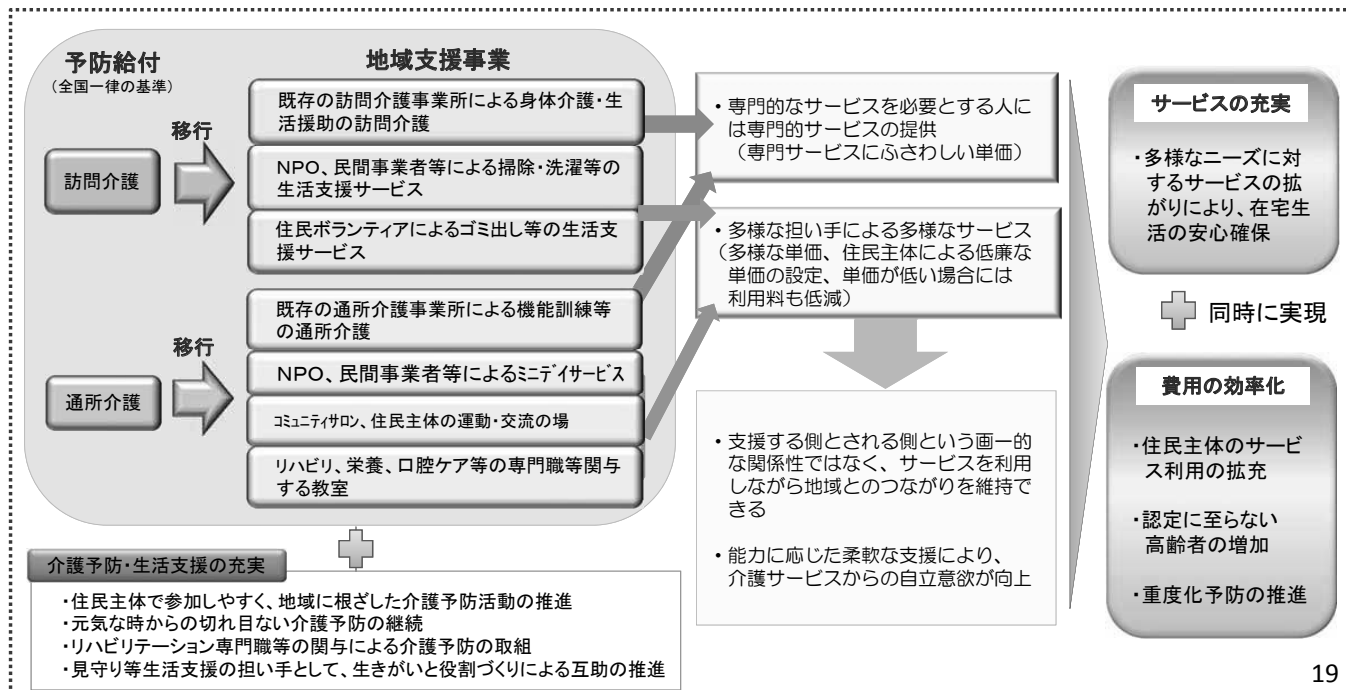 予防給付
(全国一律の基準)
地域支援事業
移行
訪問介護
既存の訪問介護事業所による身体介護・生
活援助の訪問介護
NPO、民間事業者等による掃除・洗濯等の
生活支援サービス
住民ボランティアによるゴミ出し等の生活支
援サービス
移行
通所介護
既存の通所介護事業所による機能訓練等
の通所介護
NPO、民間事業者等によるミニデイサービス
コミュニティサロン、住民主体の運動・交流の場
リハビリ、栄養、口腔ケア等の専門職等関与
する教室
介護予防・生活支援の充実
・住民主体で参加しやすく、地域に根ざした介護予防活動の推進
・元気な時からの切れ目ない介護予防の継続
・リハビリテーション専門職等の関与による介護予防の取組
・見守り等生活支援の担い手として、生きがいと役割づくりによる互助の推進
・専門的なサービスを必要とする人に
は専門的サービスの提供
(専門サービスにふさわしい単価)
・多様な担い手による多様なサービス
(多様な単価、住民主体による低廉な
単価の設定、単価が低い場合には
利用料も低減)
・支援する側とされる側という画一的
な関係性ではなく、サービスを利用
しながら地域とのつながりを維持で
きる
・能力に応じた柔軟な支援により、
介護サービスからの自立意欲が向上
サービスの充実
・多様なニーズに対
するサービスの拡
がりにより、在宅生
活の安心確保
同時に実現
費用の効率化
・住民主体のサービ
ス利用の拡充
・認定に至らない
高齢者の増加
・重度化予防の推進
19